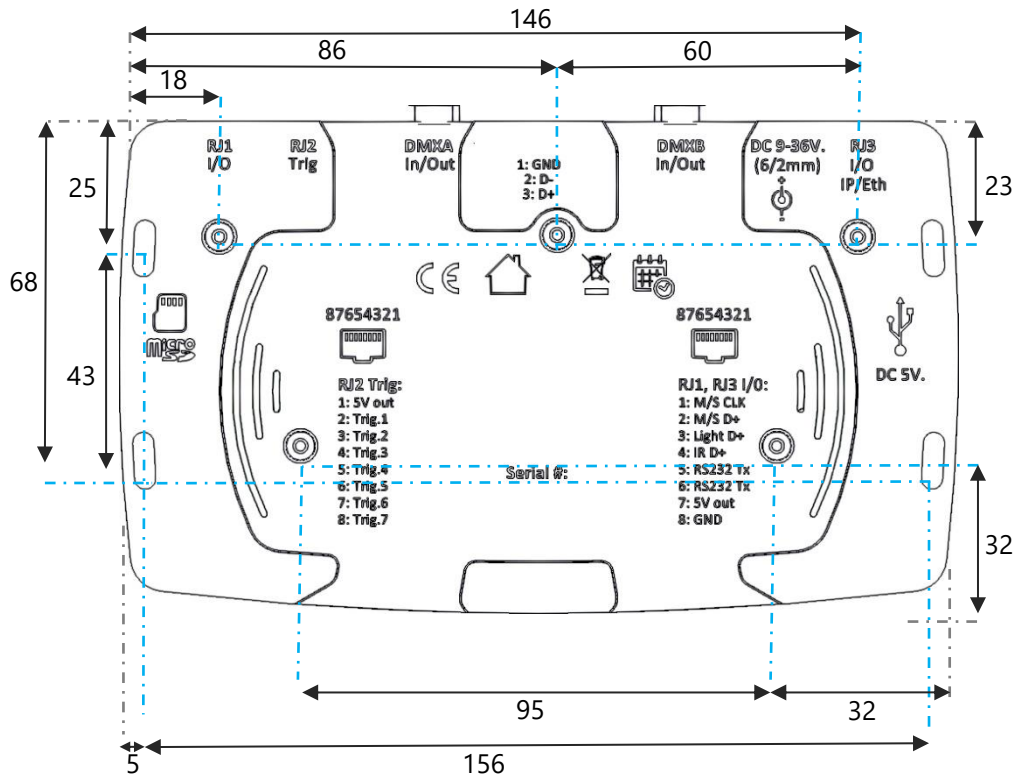 146
86
60
18
RJ1
I/O
RJ2
Trig
DMXA
In/Out
1: GND
2: D-
3: D+
DMXB
In/Out
DC 9-36V.
(6/2mm)
+
-
RJ3
I/O
IP/Eth
25
23
68
43
CE
micro
SD
87654321
RJ2 Trig:
1: 5V out
2: Trig.1
3: Trig.2
4: Trig.3
5: Trig.4
6: Trig.5
7: Trig.6
8: Trig.7
87654321
RJ1, RJ3 I/O:
1: M/S CLK
2: M/S D+
3: Light D+
4: IR D+
5: RS232 Tx
6: RS232 Tx
7: 5V out
8: GND
DC 5V.
Serial #:
32
95
32
5
156